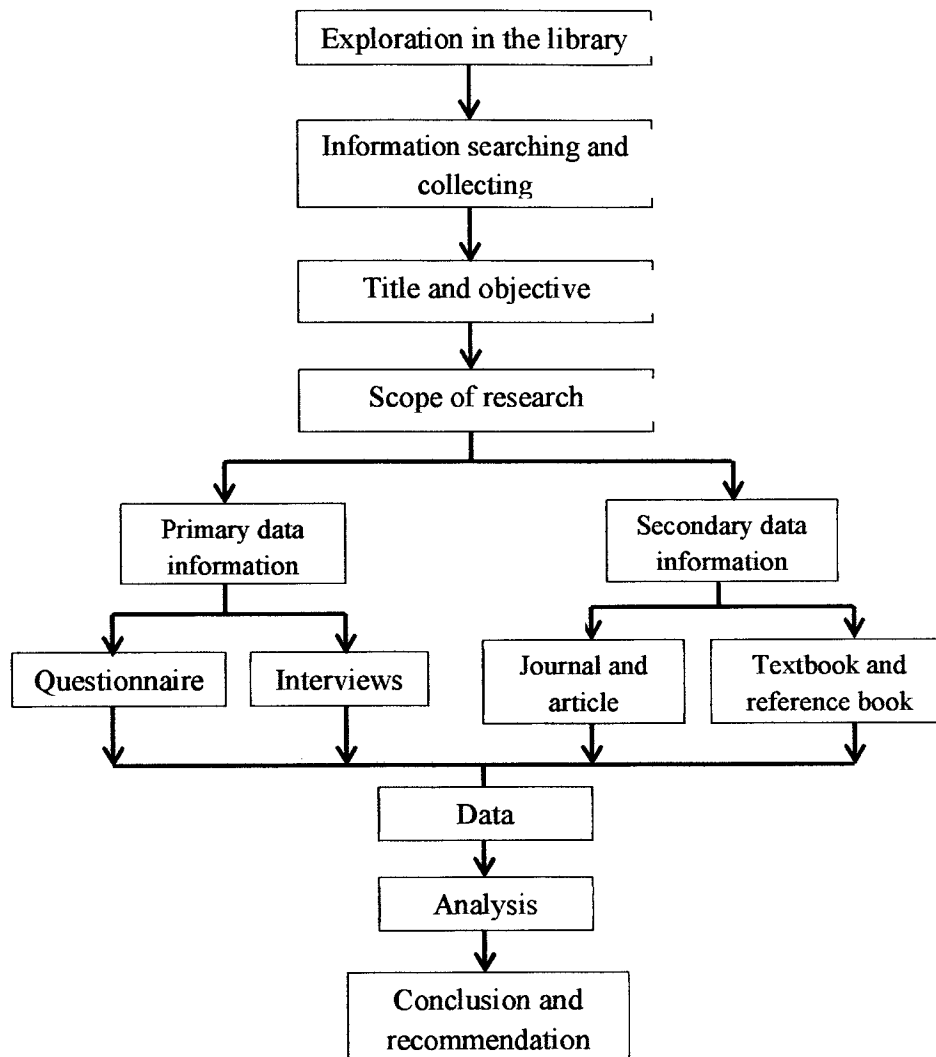 Exploration in the library
Information searching and
collecting
Title and objective
Scope of research
Primary data
information
Secondary data
information
Questionnaire
Interviews
Journal and
article
Textbook and
reference book
Data
Analysis
Conclusion and
recommendation